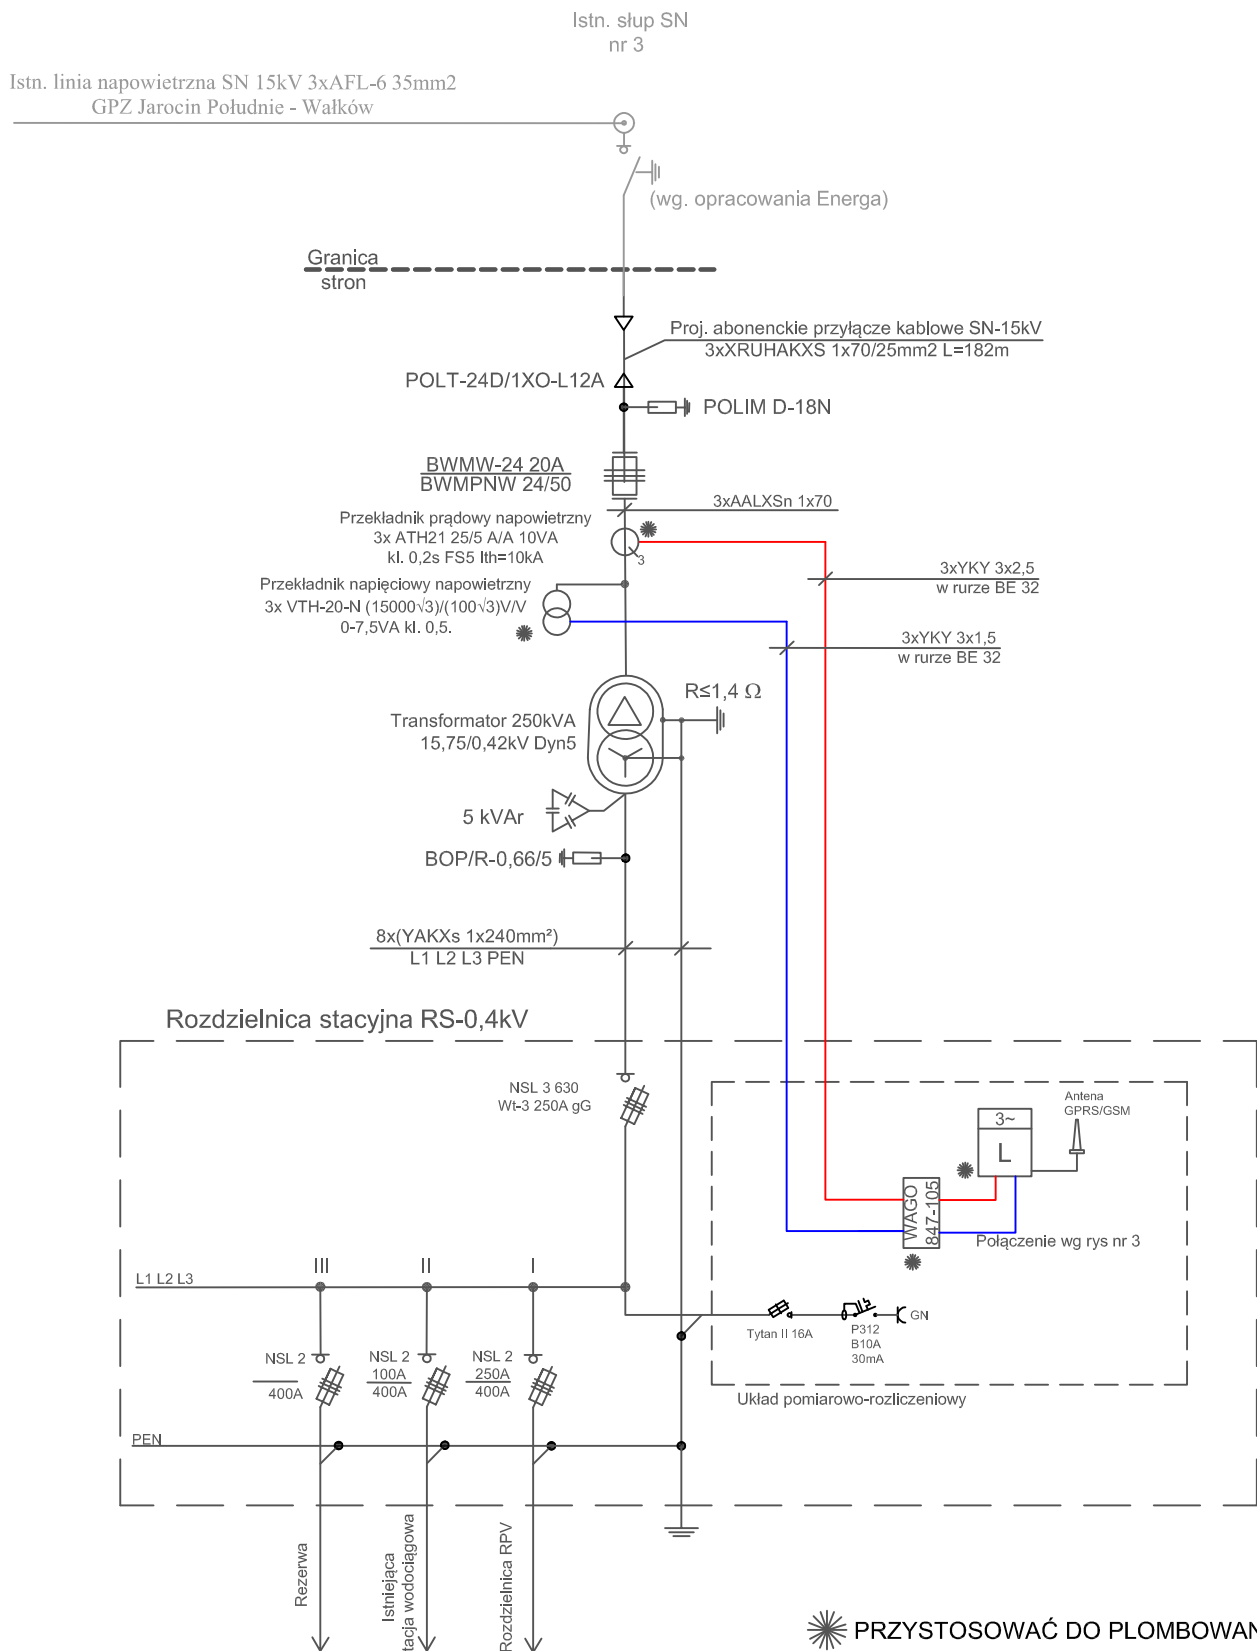 Istn. słup SN
nr 3
Istn. linia napowietrzna SN 15kV 3xAFL-6 35mm2
GPZ Jarocin Południe - Wałków
(wg. opracowania Energa)
Granica
stron
Proj. abonenckie przyłącze kablowe SN-15kV
3xXRUHAKXS 1x70/25mm2 L=182m
POLT-24D/1XO-L12A
POLIM D-18N
BWMW-24 20A
BWMPNW 24/50
3xAALXSn 1x70
Przekładnik prądowy napowietrzny
3x ATH21 25/5 A/A 10VA
kl. 0,2s FS5 Ith=10kA
3
3xYKY 3x2,5
w rurze BE 32
Przekładnik napięciowy napowietrzny
3x VTH-20-N (15000√3)/(100√3)V/V
0-7,5VA kl. 0,5.
3xYKY 3x1,5
w rurze BE 32
R≤1,4 Ω
Transformator 250kVA
15,75/0,42kV Dyn5
5 kVAr
BOP/R-0,66/5
8x(YAKXs 1x240mm²)
L1 L2 L3 PEN
Rozdzielnica stacyjna RS-0,4kV
NSL 3 630
Wt-3 250A gG
Antena
GPRS/GSM
3~
L
WAGO
847-105
Połączenie wg rys nr 3
III
II
I
L1 L2 L3
Tytan II 16A
P312
B10A
30mA
GN
NSL 2
400A
NSL 2
100A
400A
NSL 2
250A
400A
Układ pomiarowo-rozliczeniowy
PEN
Rezerwa
Istniejąca
tacja wodociągowa
Rozdzielnica RPV
PRZYSTOSOWAĆ DO PLOMBOWAN